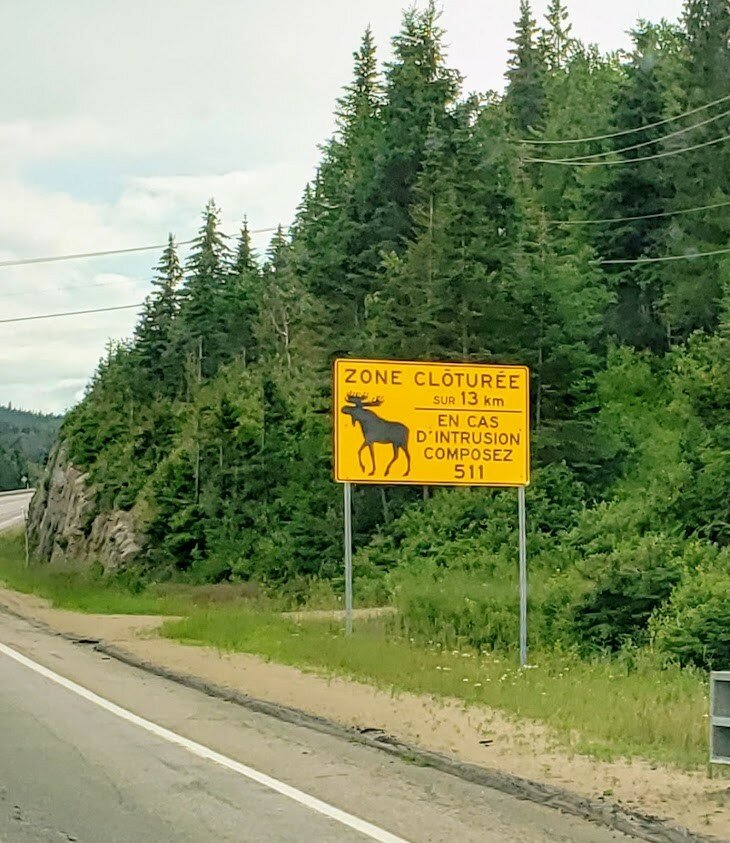 ZONE CLÔTURÉE
SUR 13 km
EN CAS
D'INTRUSION
COMPOSEZ
511